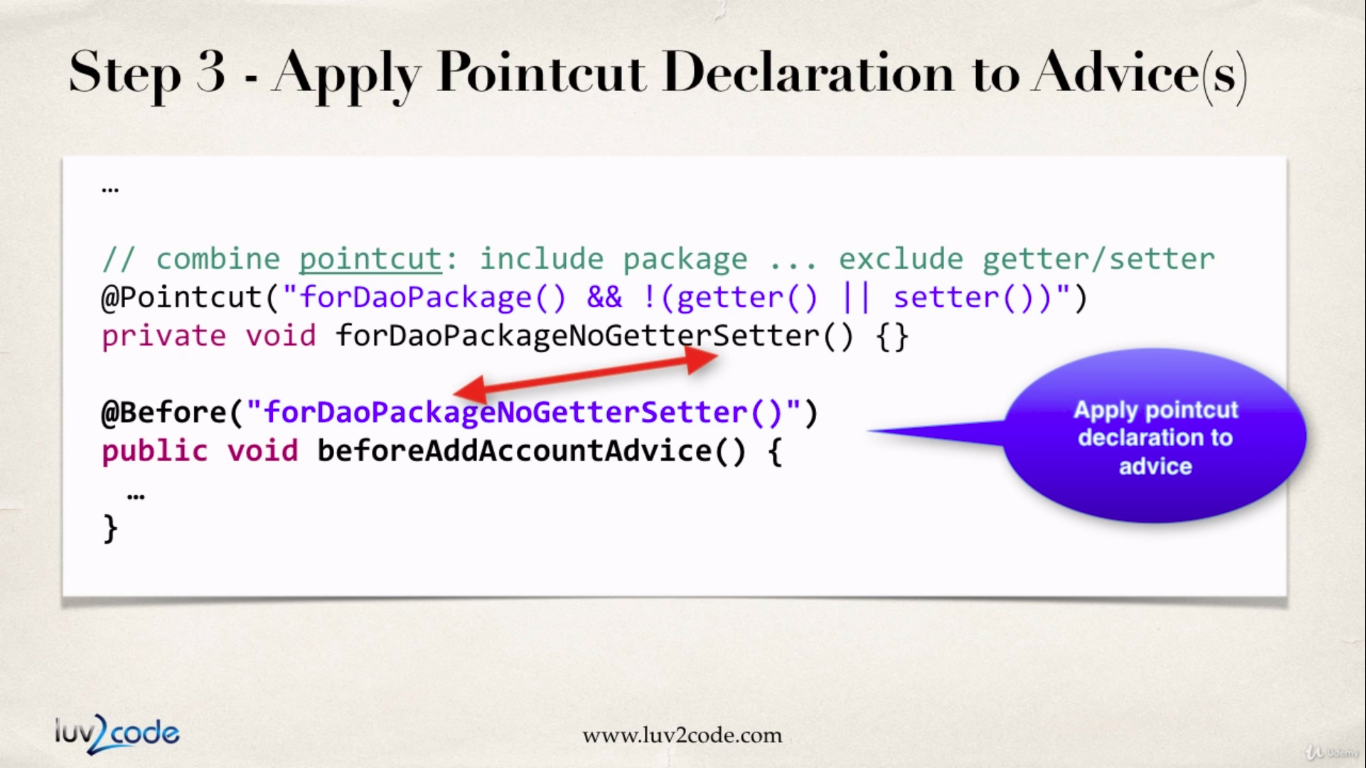 Step 3 - Apply Pointcut Declaration to Advice(s)
…
// combine pointcut: include package ... exclude getter/setter
@Pointcut("forDaoPackage() && !(getter() || setter())")
private void forDaoPackageNoGetterSetter() {}
@Before("forDaoPackageNoGetterSetter()")
public void beforeAddAccountAdvice() {
…
}
Apply pointcut
declaration to
advice
luv2code
www.luv2code.com
Udemy